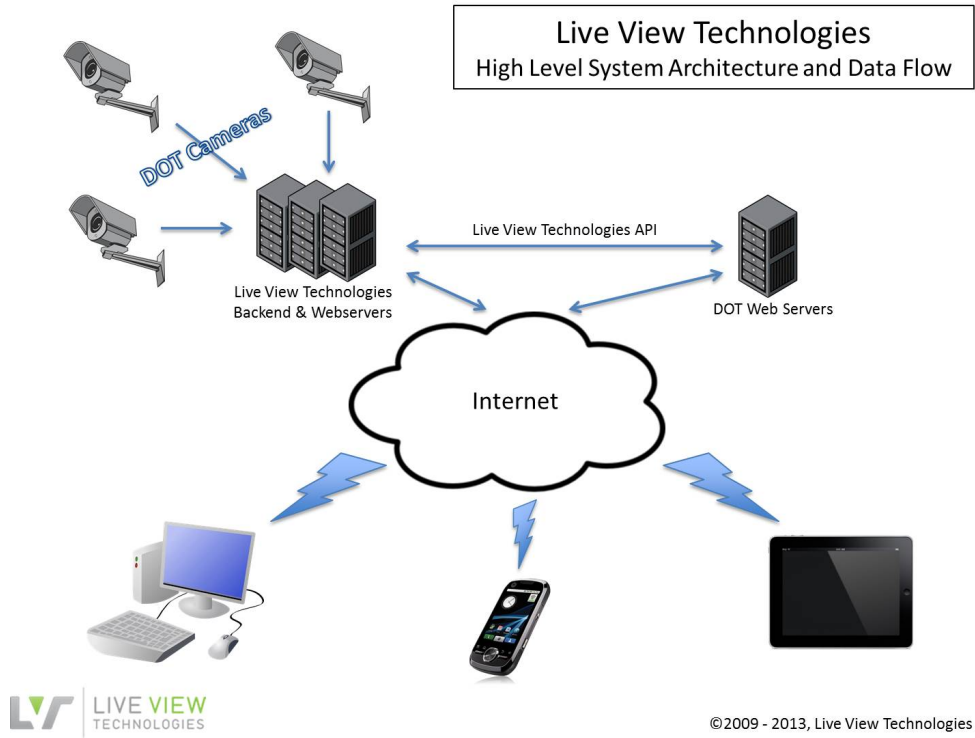 Live View Technologies
High Level System Architecture and Data Flow
DOT Cameras
Live View Technologies API
Live View Technologies
Backend & Webservers
DOT Web Servers
Internet
LVT
LIVE VIEW
TECHNOLOGIES
©2009 - 2013, Live View Technologies